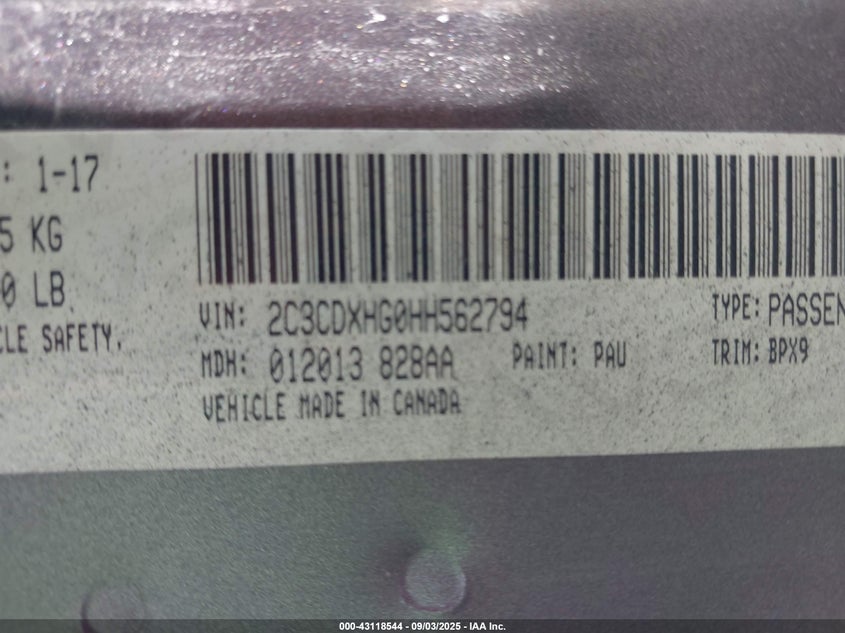 : 1-17
5 KG
0 LB
CLE SAFETY.
VIN: 2C3CDXHG0HH562794
TYPE: PASSEN
MDH: 012013 828AA
PAINT: PAU
TRIM: BPX9
VEHICLE MADE IN CANADA
000-43118544 - 09/03/2025 - IAA Inc.